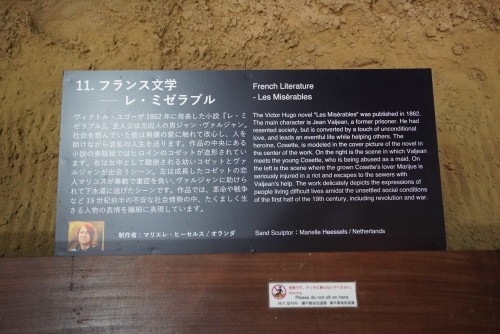 11. フランス文学
── レ・ミゼラブル
ヴィクトル・ユゴーが1862年に発表した小説『レ・ミゼラブル』。主人公は元囚人の男ジャン・ヴァルジャン。
社会を恨んでいた彼は無償の愛に触れて改心し、人を助けながら波乱の人生を送ります。作品の中央にある
小説の表紙絵ではヒロインのコゼットが造形されています。右は女中として酷使される幼いコゼットとヴァ
ルジャンが出会うシーン。左は成長したコゼットの恋人マリユスが暴動で重症を負いヴァルジャンに助けら
れて下水道に逃げたシーンです。作品では、革命や戦争など19世紀前半の不安な社会情勢の中、たくましく生
きる人物の表情を繊細に表現しています。
制作者:マリエレ・ヒーセルス / オランダ
French Literature
- Les Misérables
The Victor Hugo novel "Les Misérables" was published in 1862.
The main character is Jean Valjean, a former prisoner. He had
resented society, but is converted by a touch of unconditional
love, and leads an eventful life while helping others. The
heroine, Cosette, is modeled in the cover picture of the novel in
the center of the work. On the right is the scene in which Valjean
meets the young Cosette, who is being abused as a maid. On
the left is the scene where the grown Cosette's lover Marijus is
seriously injured in a riot and escapes to the sewers with
Valjean's help. The work delicately depicts the expressions of
people living difficult lives amidst the unsettled social conditions
of the first half of the 19th century, including revolution and war.
Sand Sculptor : Marielle Heessels / Netherlands
Please do not sit on here.